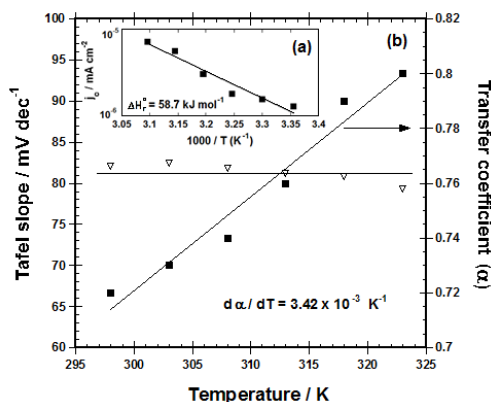 100
95
90
85
80
75
70
65
60
Tafel slope / mV dec⁻¹
10⁻⁵
10⁻⁶
j₀ / mA cm⁻²
(a)
ΔHᵣ° = 58.7 kJ mol⁻¹
3.05 3.1 3.15 3.2 3.25 3.3 3.35 3.4
1000 / T (K⁻¹)
(b)
0.82
0.8
0.78
0.76
0.74
0.72
0.7
Transfer coefficient (α)
dα/ dT = 3.42 x 10⁻³ K⁻¹
295 300 305 310 315 320 325
Temperature / K